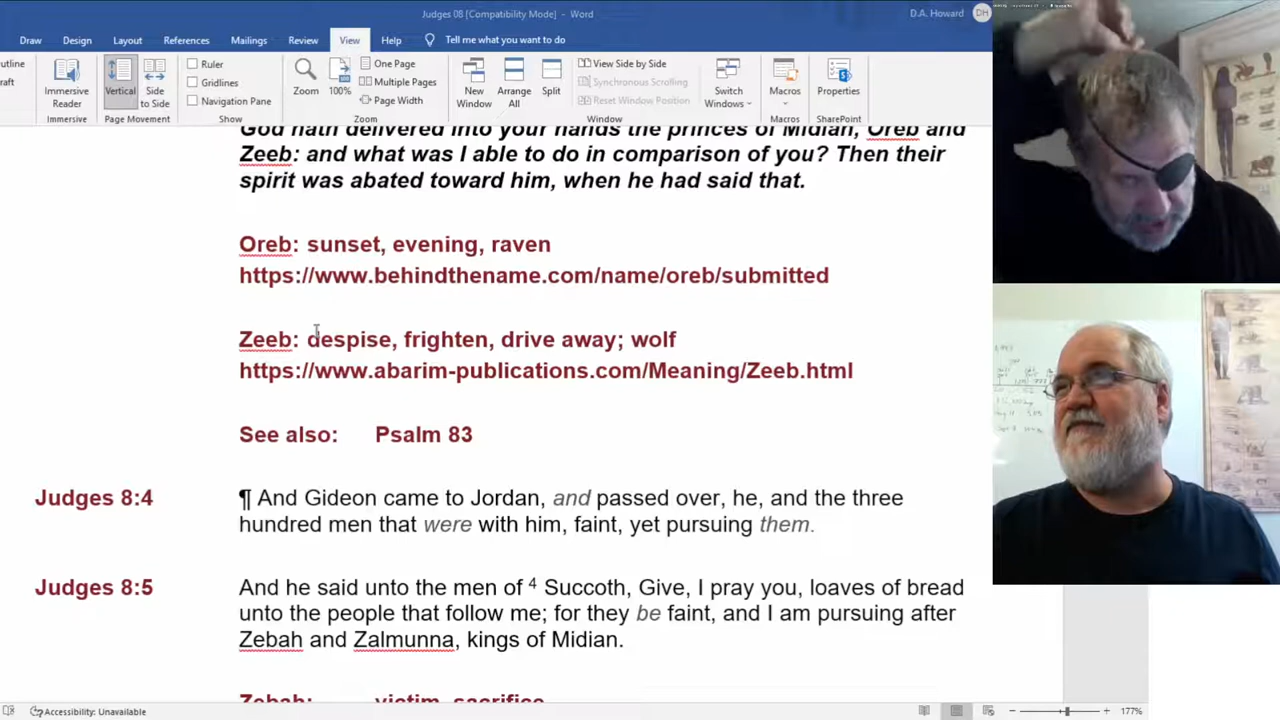 Judges 08 [Compatibility Mode] - Word
D.A. Howard DH
Draw Design Layout References Mailings Review View Help Tell me what you want to do
utline
raft
Immersive Reader
Immersive
Vertical
Side to Side
Page Movement
Ruler
Gridlines
Navigation Pane
Show
Zoom
100%
One Page
Multiple Pages
Page Width
Zoom
New Window
Arrange All
Split
View Side by Side
Synchronous Scrolling
Reset Window Position
Window
Switch Windows
Macros
Macros
Properties
SharePoint
God hath delivered into your hands the princes of Midian, Oreb and
Zeeb: and what was I able to do in comparison of you? Then their
spirit was abated toward him, when he had said that.
Oreb: sunset, evening, raven
https://www.behindthename.com/name/oreb/submitted
Zeeb: despise, frighten, drive away; wolf
https://www.abarim-publications.com/Meaning/Zeeb.html
See also: Psalm 83
Judges 8:4 ¶ And Gideon came to Jordan, and passed over, he, and the three
hundred men that were with him, faint, yet pursuing them.
Judges 8:5 And he said unto the men of 4 Succoth, Give, I pray you, loaves of bread
unto the people that follow me; for they be faint, and I am pursuing after
Zebah and Zalmunna, kings of Midian.
Zebah: victim, sacrifice
Accessibility: Unavailable
177%